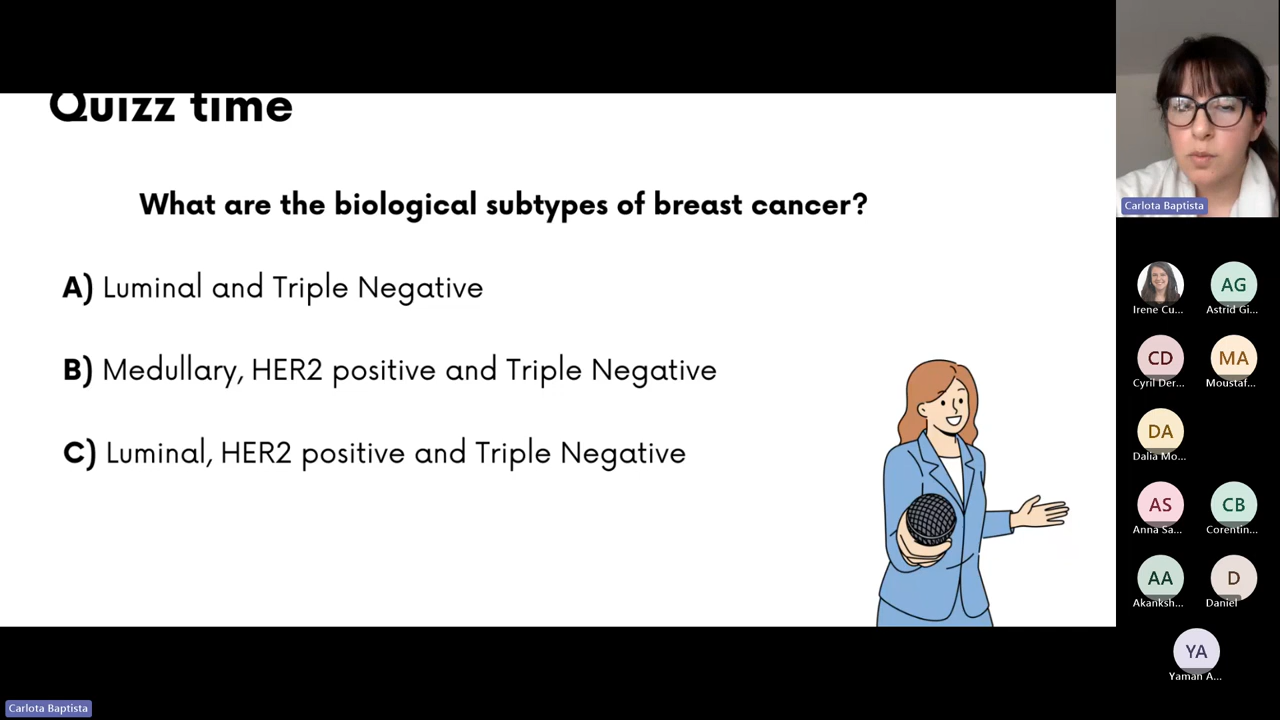 Quizz time
What are the biological subtypes of breast cancer?
A) Luminal and Triple Negative
B) Medullary, HER2 positive and Triple Negative
C) Luminal, HER2 positive and Triple Negative
Carlota Baptista
Irene Cu...
AG
Astrid Gi...
CD
Cyril Der...
MA
Moustaf...
DA
Dalia Mo...
AS
Anna Sa...
CB
Corentin...
AA
Akanksh...
D
Daniel
YA
Yaman A...
Carlota Baptista